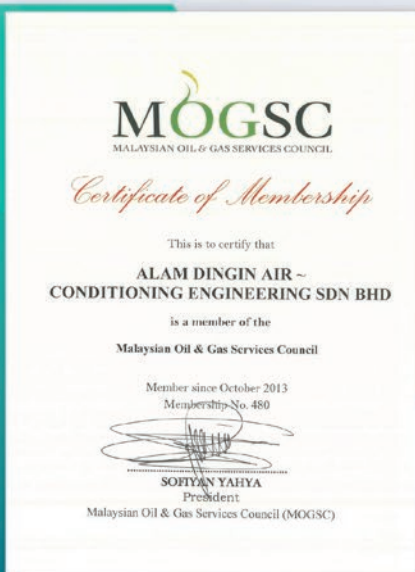 MOGSC
MALAYSIAN OIL & GAS SERVICES COUNCIL
Certificate of Membership
This is to certify that
ALAM DINGIN AIR ~
CONDITIONING ENGINEERING SDN BHD
is a member of the
Malaysian Oil & Gas Services Council
Member since October 2013
Membership No. 480
SOFIYAN YAHYA
President
Malaysian Oil & Gas Services Council (MOGSC)